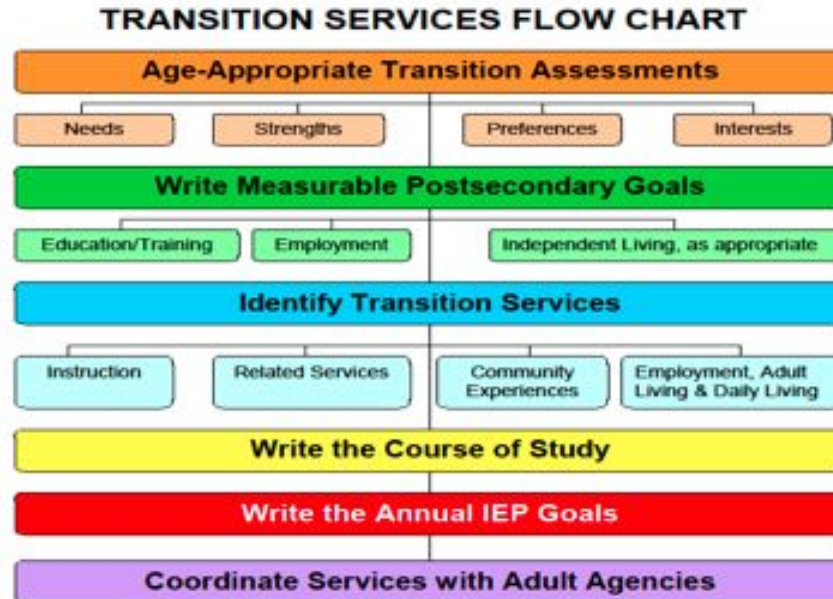 TRANSITION SERVICES FLOW CHART
Age-Appropriate Transition Assessments
Needs
Strengths
Preferences
Interests
Write Measurable Postsecondary Goals
Education/Training
Employment
Independent Living, as appropriate
Identify Transition Services
Instruction
Related Services
Community
Experiences
Employment, Adult
Living & Daily Living
Write the Course of Study
Write the Annual IEP Goals
Coordinate Services with Adult Agencies